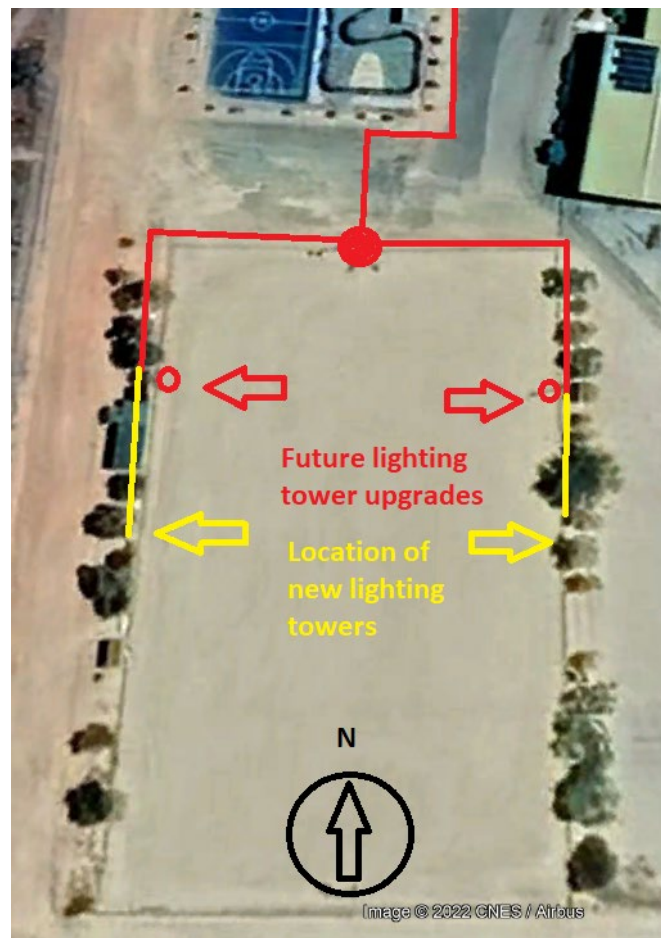 Future lighting
tower upgrades
Location of
new lighting
towers
N
Image © 2022 CNES / Airbus